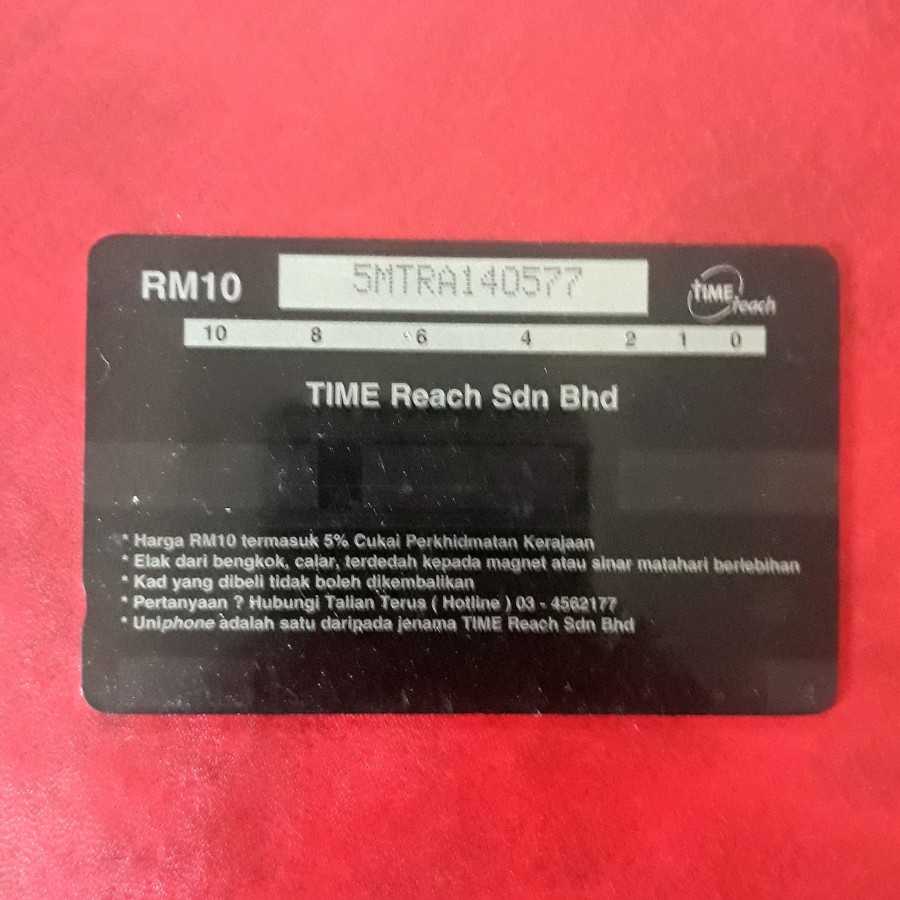 RM10
5MTRA140577
TIME reach
10 8 6 4 2 1 0
TIME Reach Sdn Bhd
* Harga RM10 termasuk 5% Cukai Perkhidmatan Kerajaan
* Elak dari bengkok, calar, terdedah kepada magnet atau sinar matahari berlebihan
* Kad yang dibeli tidak boleh dikembalikan
* Pertanyaan ? Hubungi Talian Terus ( Hotline ) 03 - 4562177
* Uniphone adalah satu daripada jenama TIME Reach Sdn Bhd